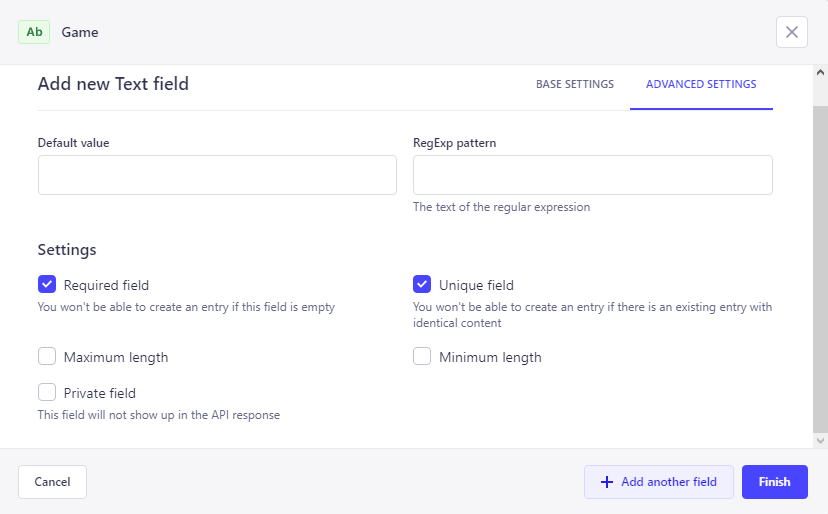 Ab Game
Add new Text field
BASE SETTINGS
ADVANCED SETTINGS
Default value
RegExp pattern
The text of the regular expression
Settings
Required field
You won't be able to create an entry if this field is empty
Unique field
You won't be able to create an entry if there is an existing entry with
identical content
Maximum length
Minimum length
Private field
This field will not show up in the API response
Cancel
Add another field
Finish